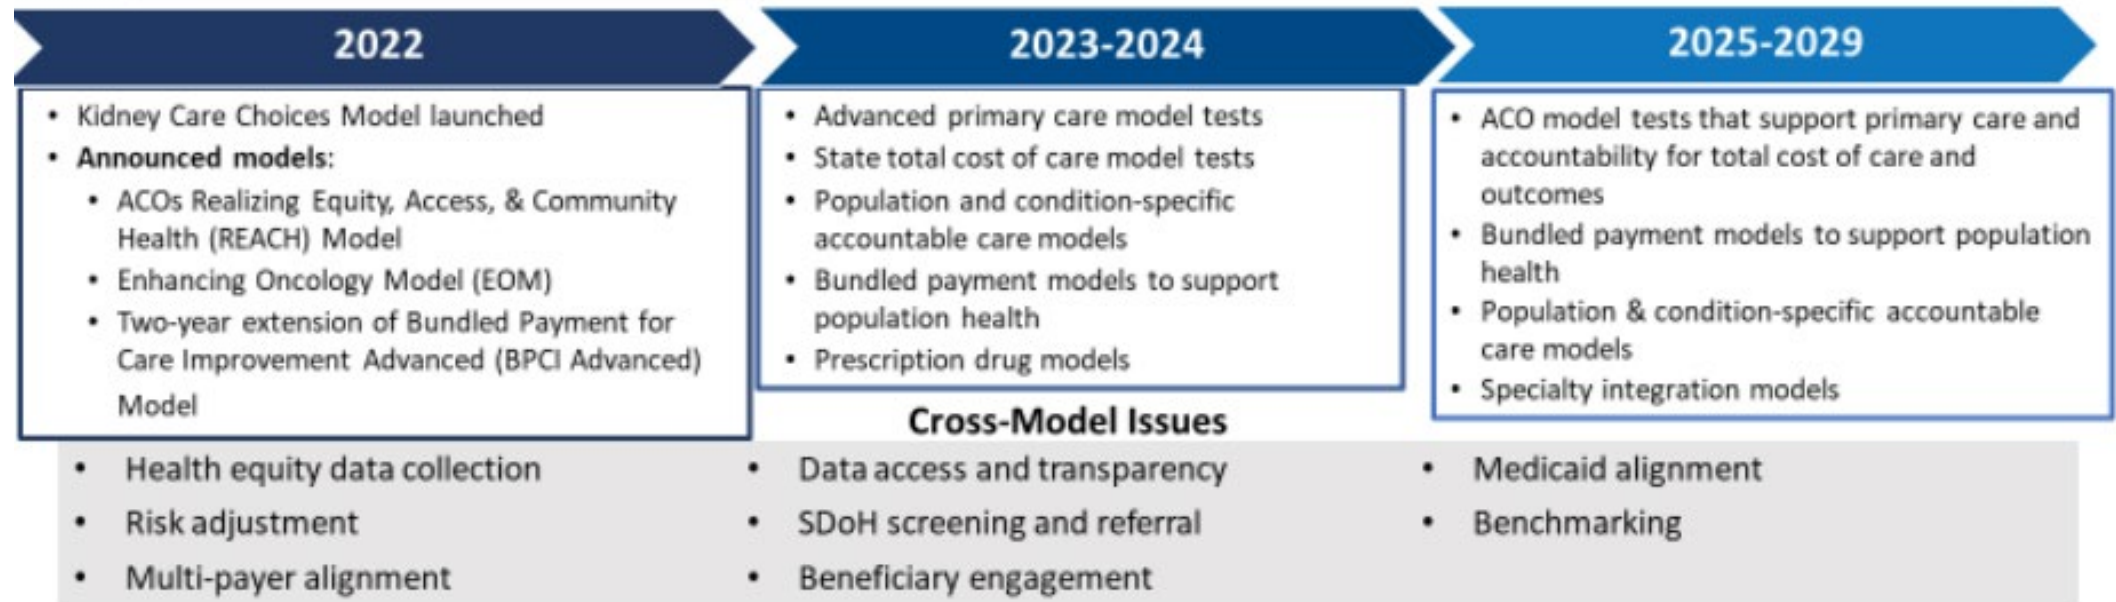 2022
• Kidney Care Choices Model launched
• Announced models:
• ACOs Realizing Equity, Access, & Community
Health (REACH) Model
• Enhancing Oncology Model (EOM)
• Two-year extension of Bundled Payment for
Care Improvement Advanced (BPCI Advanced)
Model
2023-2024
• Advanced primary care model tests
• State total cost of care model tests
• Population and condition-specific
accountable care models
• Bundled payment models to support
population health
• Prescription drug models
2025-2029
• ACO model tests that support primary care and
accountability for total cost of care and
outcomes
• Bundled payment models to support population
health
• Population & condition-specific accountable
care models
• Specialty integration models
Cross-Model Issues
• Health equity data collection
• Risk adjustment
• Multi-payer alignment
• Data access and transparency
• SDoH screening and referral
• Beneficiary engagement
• Medicaid alignment
• Benchmarking